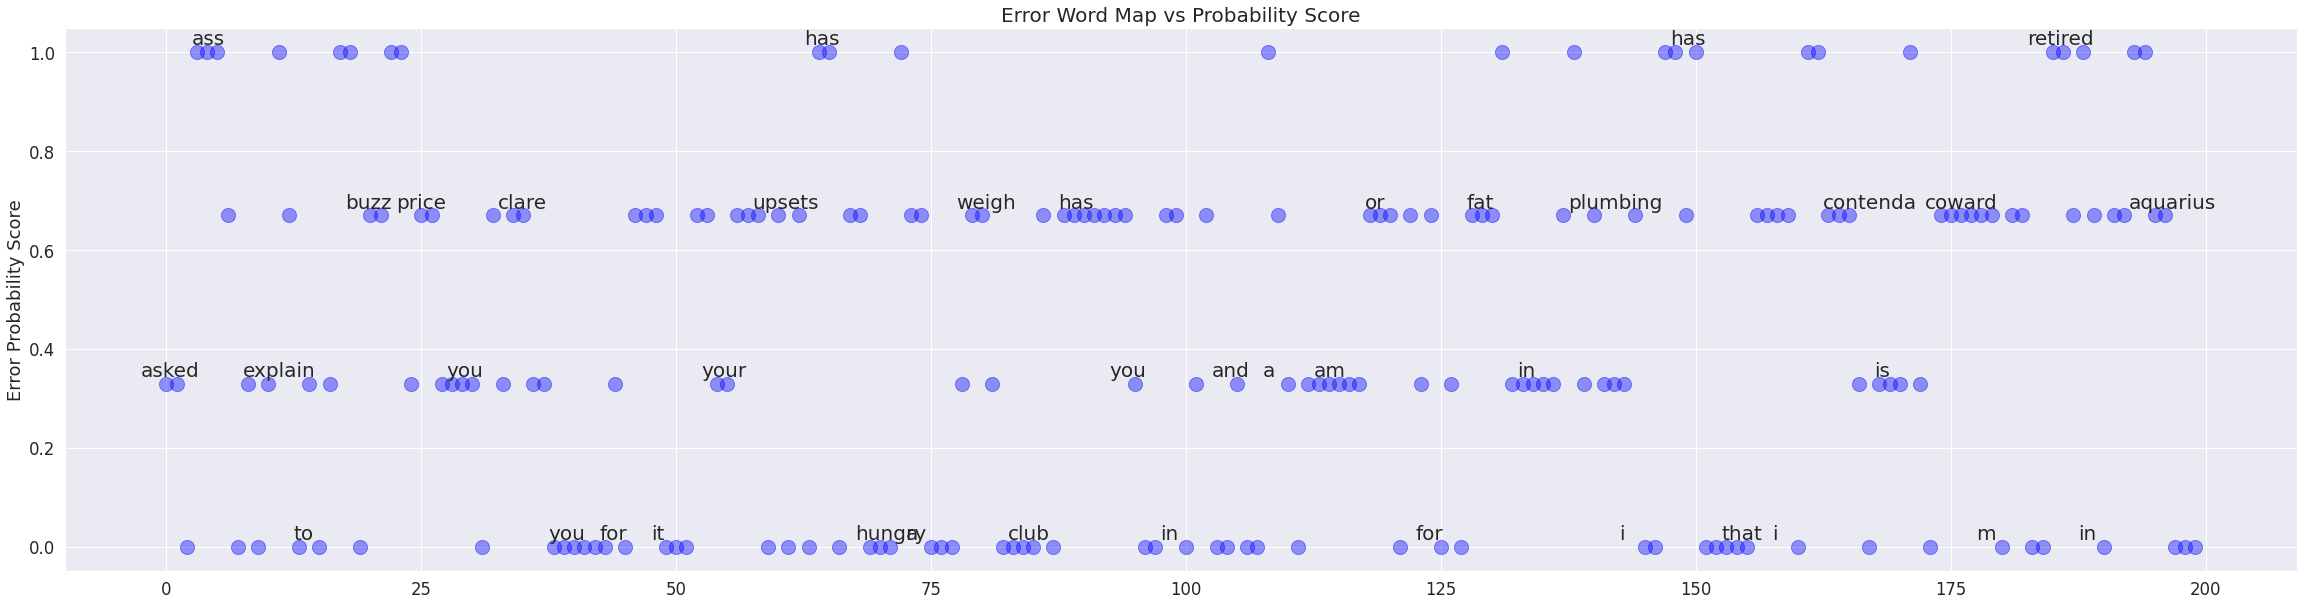 Error Word Map vs Probability Score
Error Probability Score
1.0
ass has has retired
0.8
buzz price clare upsets weigh has or fat plumbing contenda coward aquarius
0.6
0.4
asked explain you your you and a am in is
0.2
to you for it hungry a club in for i that i m in
0.0
0 25 50 75 100 125 150 175 200